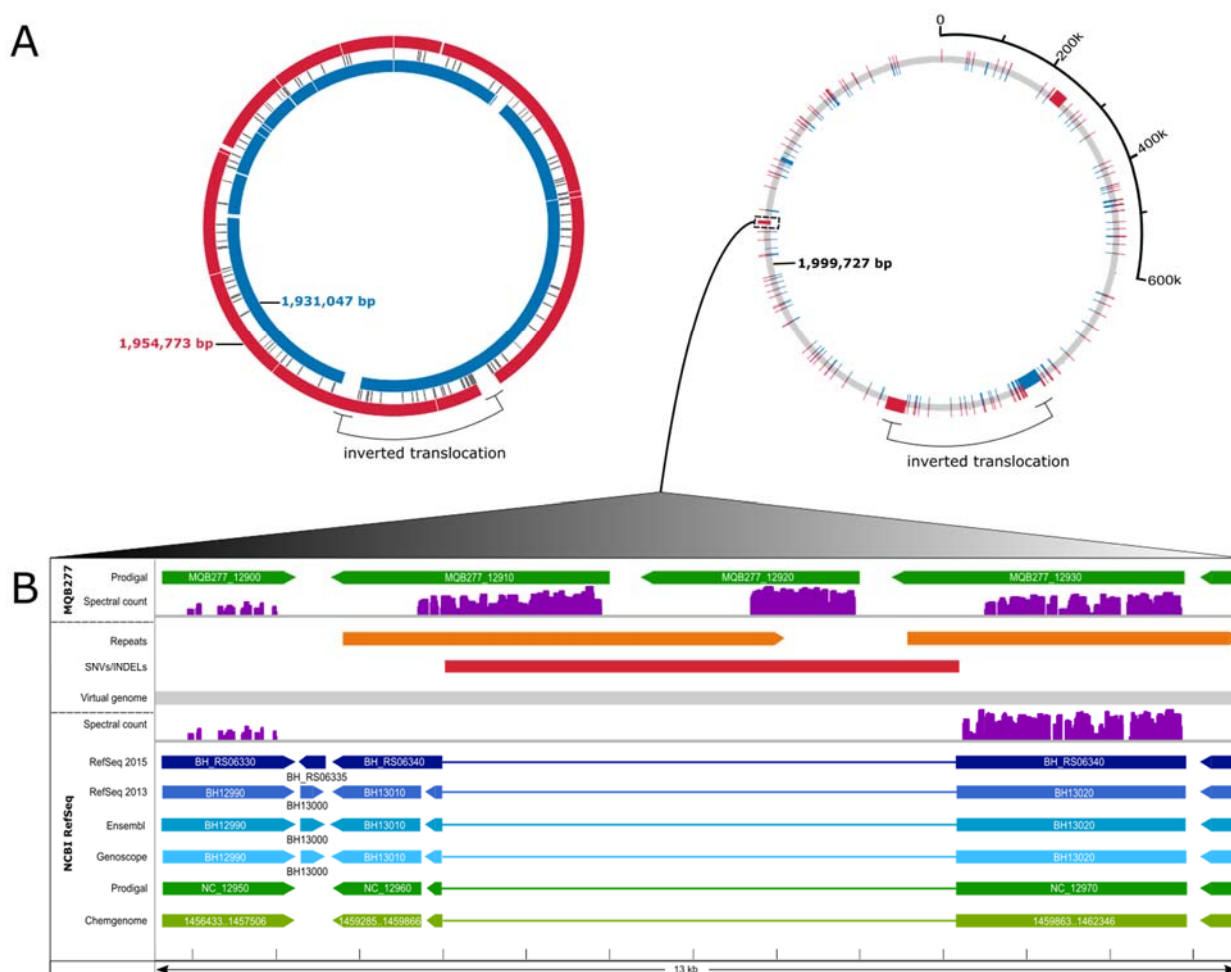 A
0
200k
400k
600k
1,999,727 bp
1,931,047 bp
1,954,773 bp
inverted translocation
inverted translocation
B
MQB277
Prodigal
MQB277_12900
MQB277_12910
MQB277_12920
MQB277_12930
Spectral count
Repeats
SNVs/INDELs
Virtual genome
NCBI RefSeq
Spectral count
RefSeq 2015
BH_RS06330
BH_RS06335
BH_RS06340
BH_RS06340
RefSeq 2013
BH12990
BH13000
BH13010
BH13020
Ensembl
BH12990
BH13000
BH13010
BH13020
Genoscope
BH12990
BH13000
BH13010
BH13020
Prodigal
NC_12950
NC_12960
NC_12970
Chemgenome
1456433..1457506
1459285..1459866
1459863..1462346
13 kb